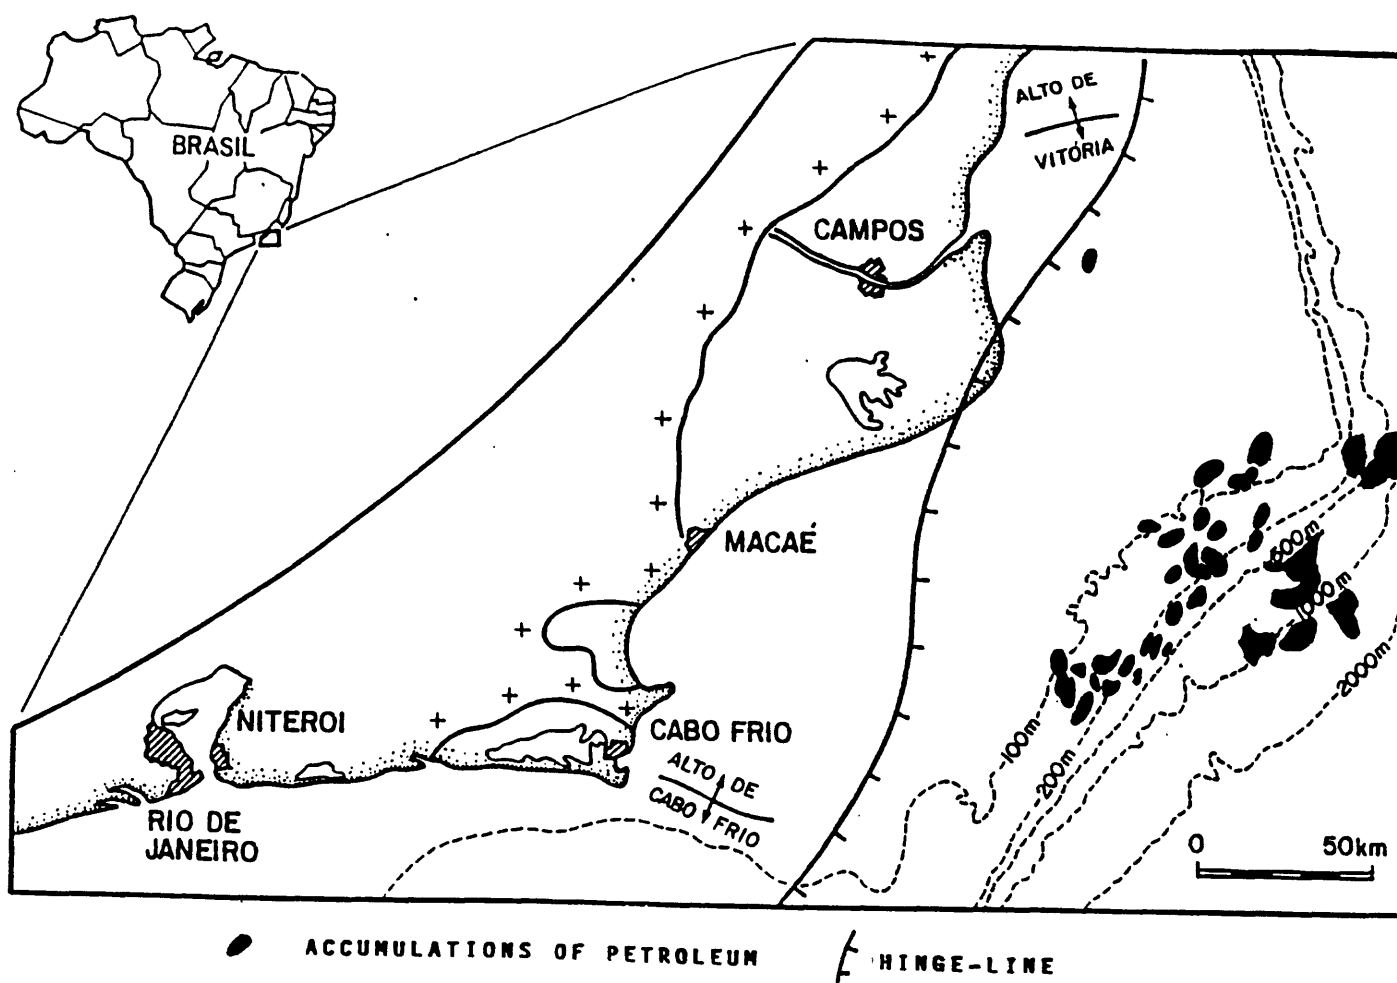 BRASIL
ALTO DE
VITÓRIA
CAMPOS
MACAÉ
NITEROI
CABO FRIO
ALTO DE
CABO FRIO
RIO DE
JANEIRO
-100m
200m
600m
1000m
2000m
0 50km
ACCUMULATIONS OF PETROLEUM
HINGE-LINE